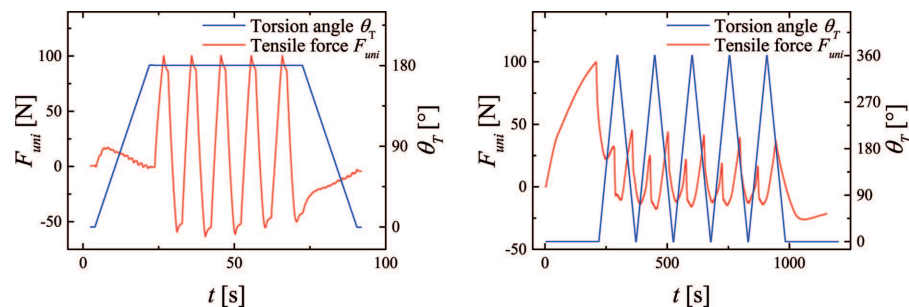 Torsion angle θT
Tensile force Funi
100
50
0
-50
Funi [N]
180
90
0
θT [°]
0
50
100
t [s]
Torsion angle θT
Tensile force Funi
100
50
0
-50
Funi [N]
360
270
180
90
0
θT [°]
0
500
1000
t [s]